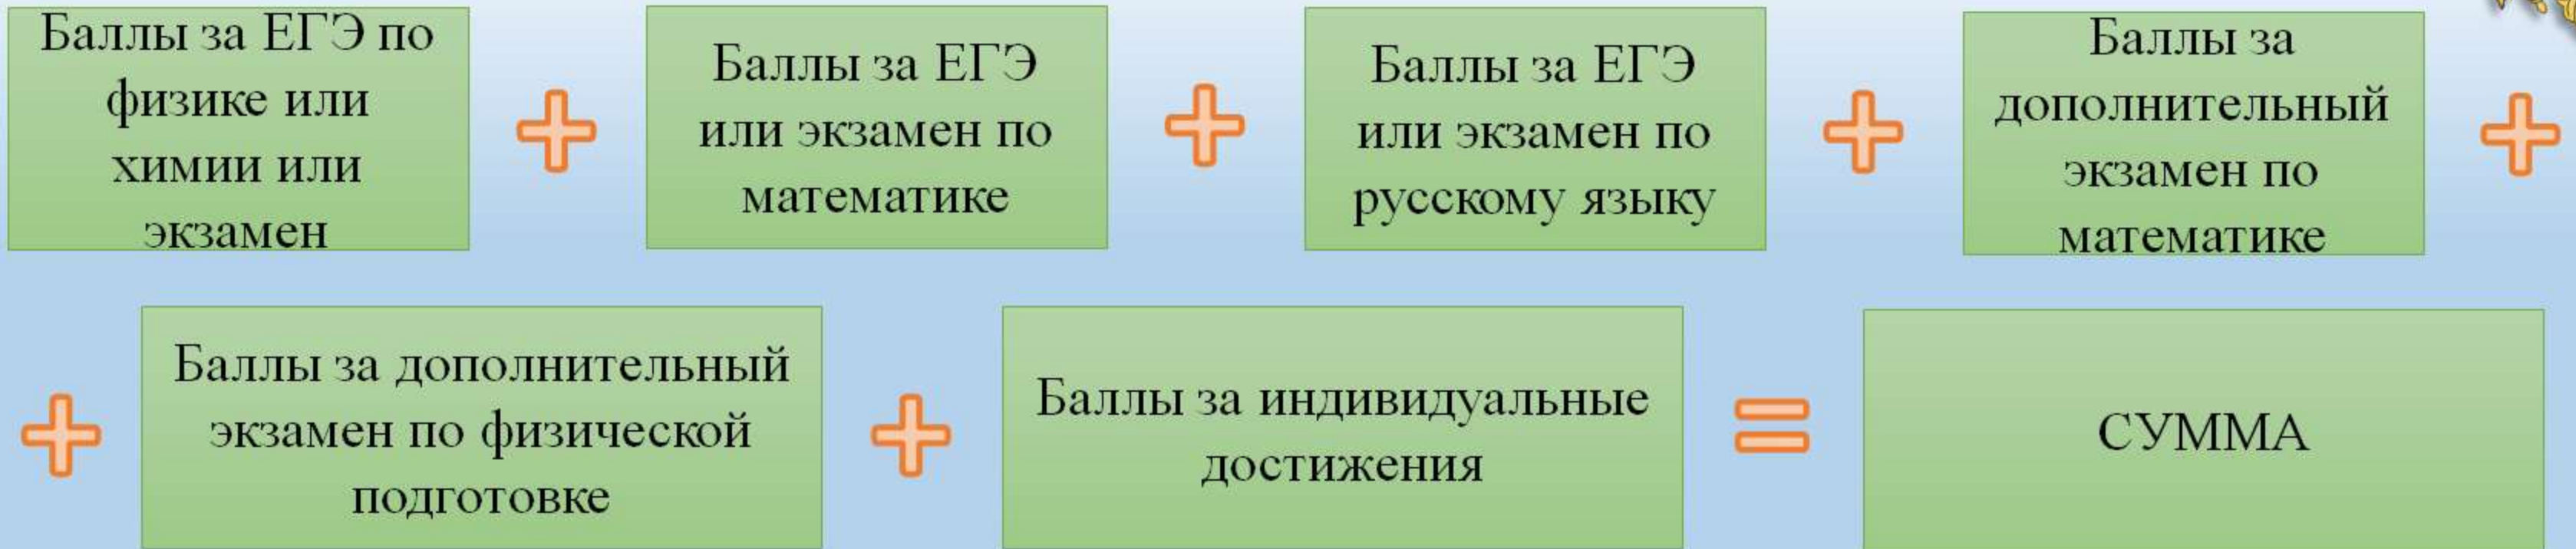 Баллы за ЕГЭ по
физике или
химии или
экзамен
Баллы за ЕГЭ
или экзамен по
математике
Баллы за ЕГЭ
или экзамен по
русскому языку
Баллы за
дополнительный
экзамен по
математике
Баллы за дополнительный
экзамен по физической
подготовке
Баллы за индивидуальные
достижения
СУММА